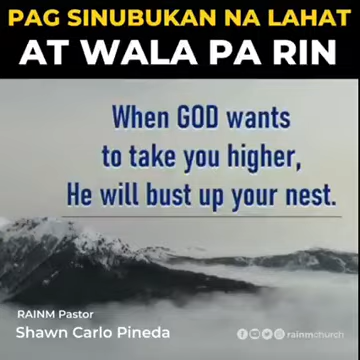 PAG SINUBUKAN NA LAHAT
AT WALA PA RIN
When GOD wants
to take you higher,
He will bust up your nest.
RAINM Pastor
Shawn Carlo Pineda
rainmchurch